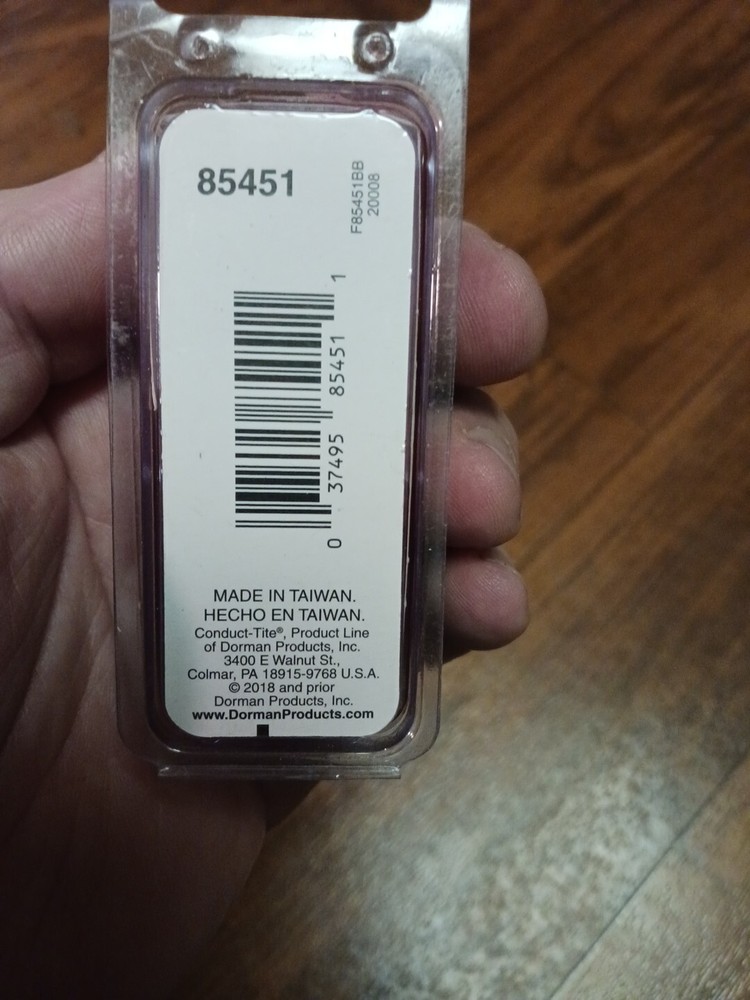 85451
F85451BB
20008
0 37495 85451 1
MADE IN TAIWAN.
HECHO EN TAIWAN.
Conduct-Tite®, Product Line
of Dorman Products, Inc.
3400 E Walnut St.,
Colmar, PA 18915-9768 U.S.A.
© 2018 and prior
Dorman Products, Inc.
www.DormanProducts.com